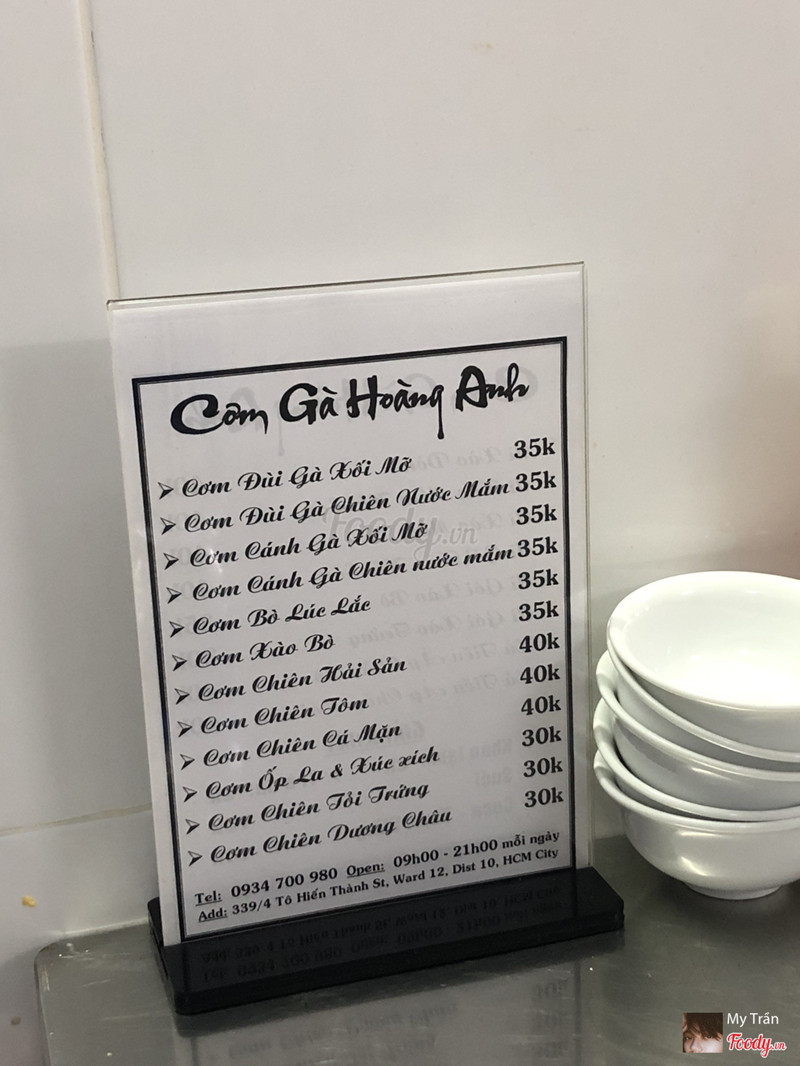 Cơm Gà Hoàng Anh
➢ Cơm Đùi Gà Xối Mỡ 35k
➢ Cơm Đùi Gà Chiên Nước Mắm 35k
➢ Cơm Cánh Gà Xối Mỡ 35k
➢ Cơm Cánh Gà Chiên nước mắm 35k
➢ Cơm Bò Lúc Lắc 35k
➢ Cơm Xào Bò 35k
➢ Cơm Chiên Hải Sản 40k
➢ Cơm Chiên Tôm 40k
➢ Cơm Chiên Cá Mặn 40k
➢ Cơm Ốp La & Xúc xích 30k
➢ Cơm Chiên Tỏi Trứng 30k
➢ Cơm Chiên Dương Châu 30k
Tel: 0934 700 980 Open: 09h00 - 21h00 mỗi ngày
Add: 339/4 Tô Hiến Thành St, Ward 12, Dist 10, HCM City
Foody.vn
My Trần
Foody.vn